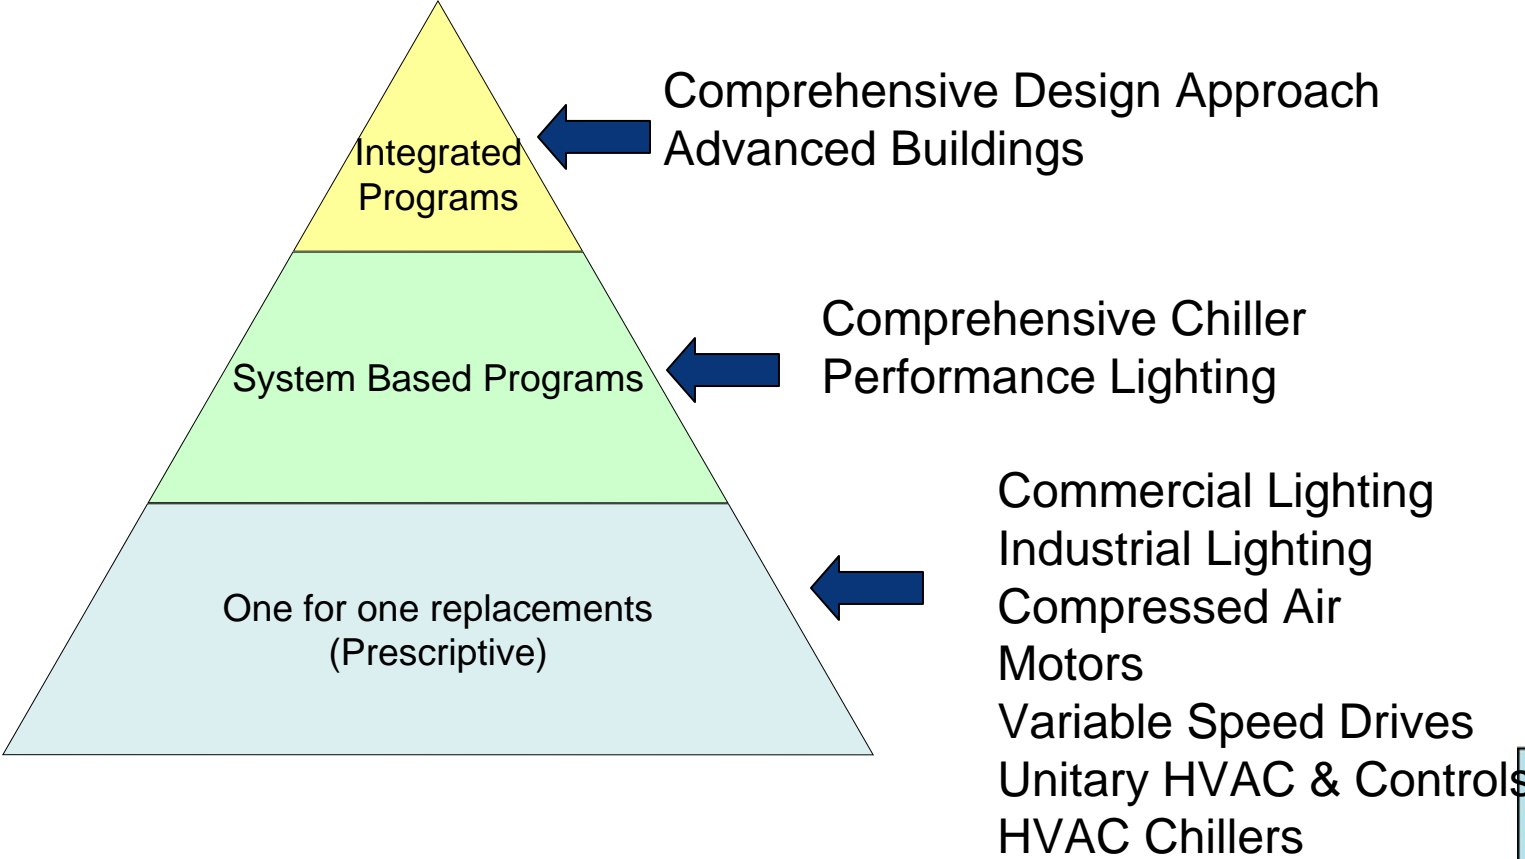 Integrated
Programs
Comprehensive Design Approach
Advanced Buildings
System Based Programs
Comprehensive Chiller
Performance Lighting
One for one replacements
(Prescriptive)
Commercial Lighting
Industrial Lighting
Compressed Air
Motors
Variable Speed Drives
Unitary HVAC & Controls
HVAC Chillers